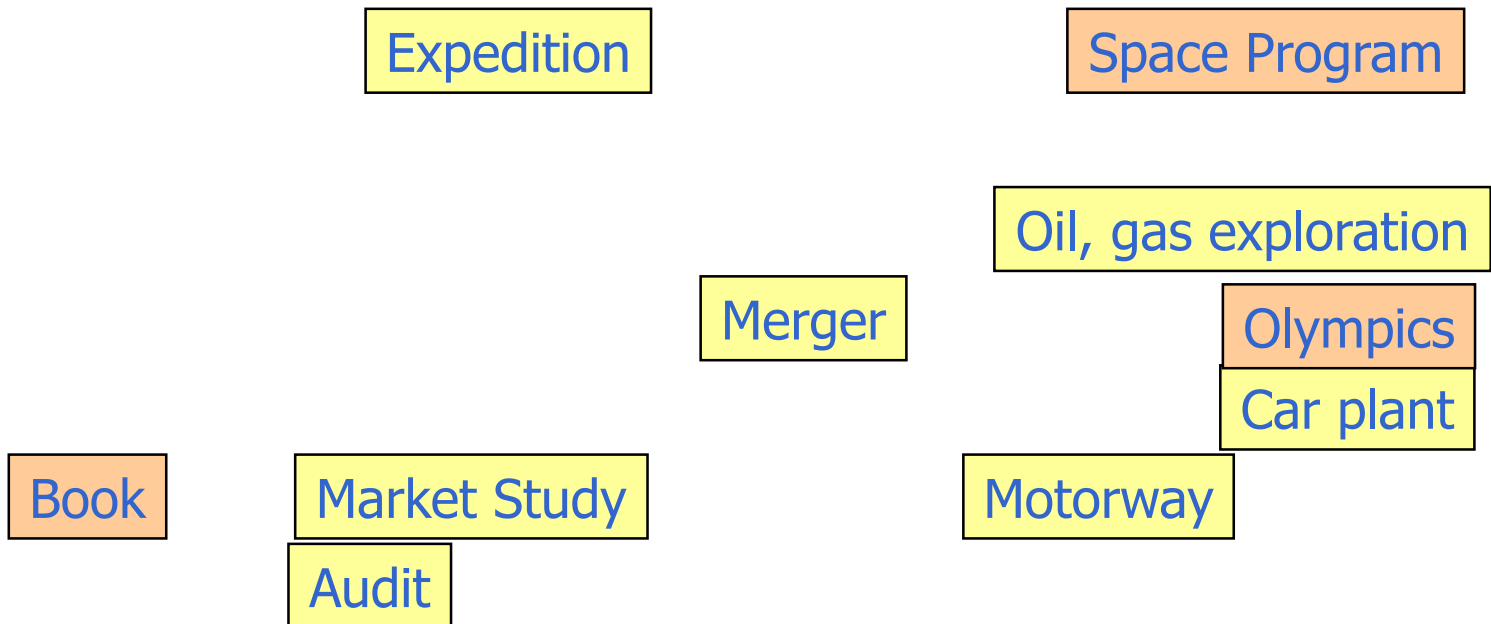 Expedition
Space Program
Oil, gas exploration
Merger
Olympics
Car plant
Book
Market Study
Motorway
Audit